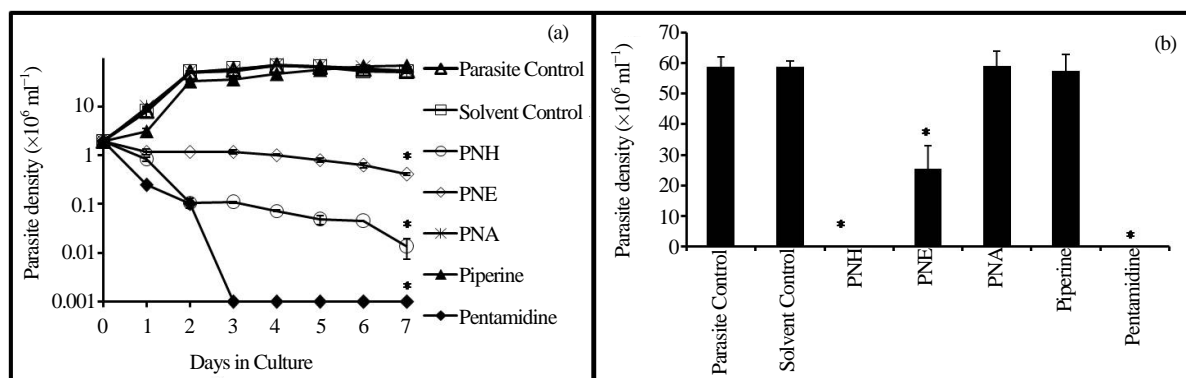 (a)
Parasite density (×10⁶ ml⁻¹)
10
1
0.1
0.01
0.001
0 1 2 3 4 5 6 7
Days in Culture
* * *
Parasite Control
Solvent Control
PNH
PNE
PNA
Piperine
Pentamidine
(b)
Parasite density (×10⁶ ml⁻¹)
70
60
50
40
30
20
10
0
* * *
Parasite Control
Solvent Control
PNH
PNE
PNA
Piperine
Pentamidine